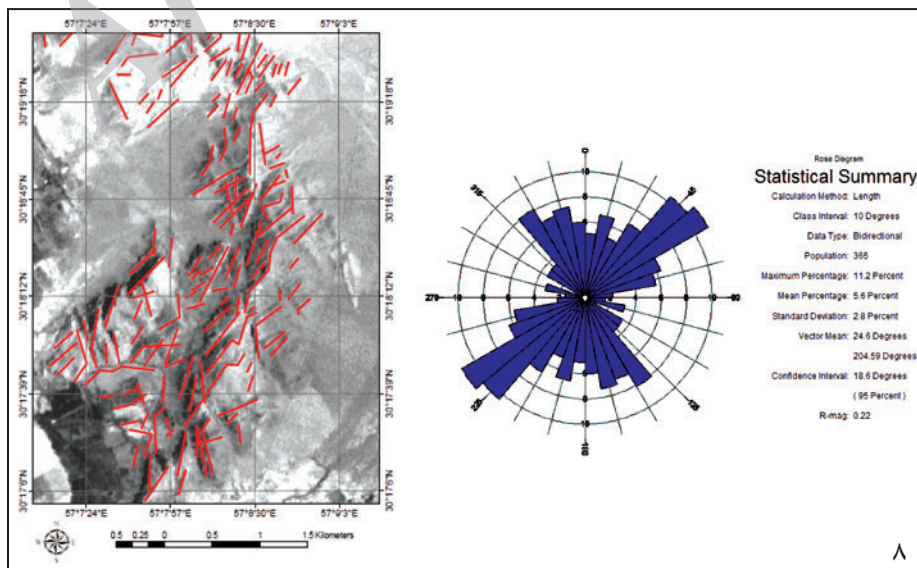 57°7'24"E 57°7'57"E 57°8'30"E 57°9'3"E
30°19'18"N 30°19'18"N
30°18'45"N 30°18'45"N
30°18'12"N 30°18'12"N
30°17'39"N 30°17'39"N
30°17'6"N 30°17'6"N
57°7'24"E 57°7'57"E 57°8'30"E 57°9'3"E
N
W E
S
0.5 0.25 0 0.5 1 1.5 Kilometers
0
315 45
270 90
225 135
180
10
10 10
10
Rose Diagram
Statistical Summary
Calculation Method: Length
Class Interval: 10 Degrees
Data Type: Bidirectional
Population: 365
Maximum Percentage: 11.2 Percent
Mean Percentage: 5.6 Percent
Standard Deviation: 2.8 Percent
Vector Mean: 24.6 Degrees
204.59 Degrees
Confidence Interval: 18.6 Degrees
(95 Percent)
R-mag: 0.22
۸